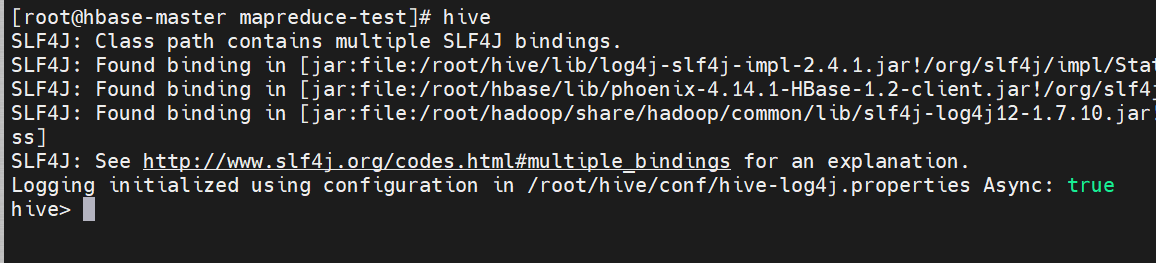 [root@hbase-master mapreduce-test]# hive
SLF4J: Class path contains multiple SLF4J bindings.
SLF4J: Found binding in [jar:file:/root/hive/lib/log4j-slf4j-impl-2.4.1.jar!/org/slf4j/impl/Stat
SLF4J: Found binding in [jar:file:/root/hbase/lib/phoenix-4.14.1-HBase-1.2-client.jar!/org/slf4j
SLF4J: Found binding in [jar:file:/root/hadoop/share/hadoop/common/lib/slf4j-log4j12-1.7.10.jar!
ss]
SLF4J: See http://www.slf4j.org/codes.html#multiple_bindings for an explanation.
Logging initialized using configuration in /root/hive/conf/hive-log4j.properties Async: true
hive>